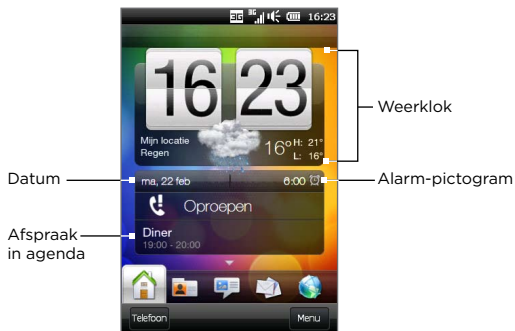 3G 3G 16:23
16 23
Mijn locatie
Regen
16° H: 21°
L: 16°
Weerklok
Datum
ma, 22 feb 6:00
Alarm-pictogram
Oproepen
Afspraak
in agenda
Diner
19:00 - 20:00
Telefoon Menu